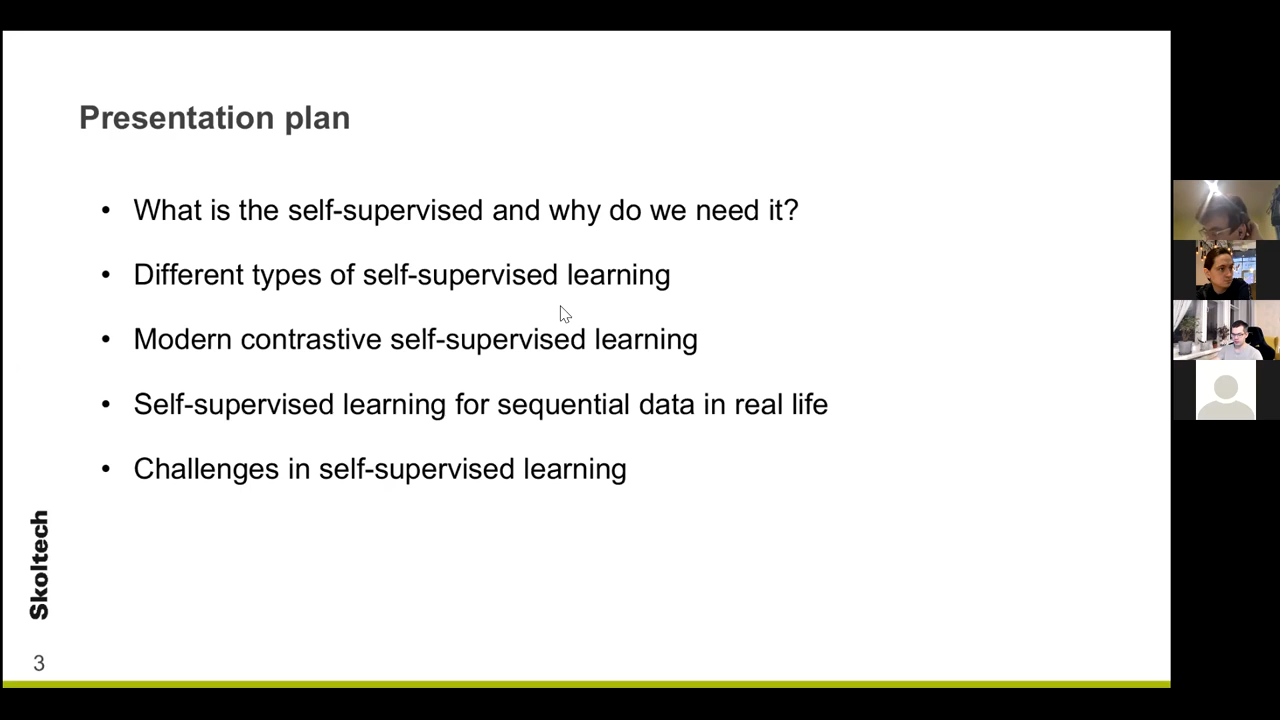 Presentation plan
• What is the self-supervised and why do we need it?
• Different types of self-supervised learning
• Modern contrastive self-supervised learning
• Self-supervised learning for sequential data in real life
• Challenges in self-supervised learning
Skoltech
3